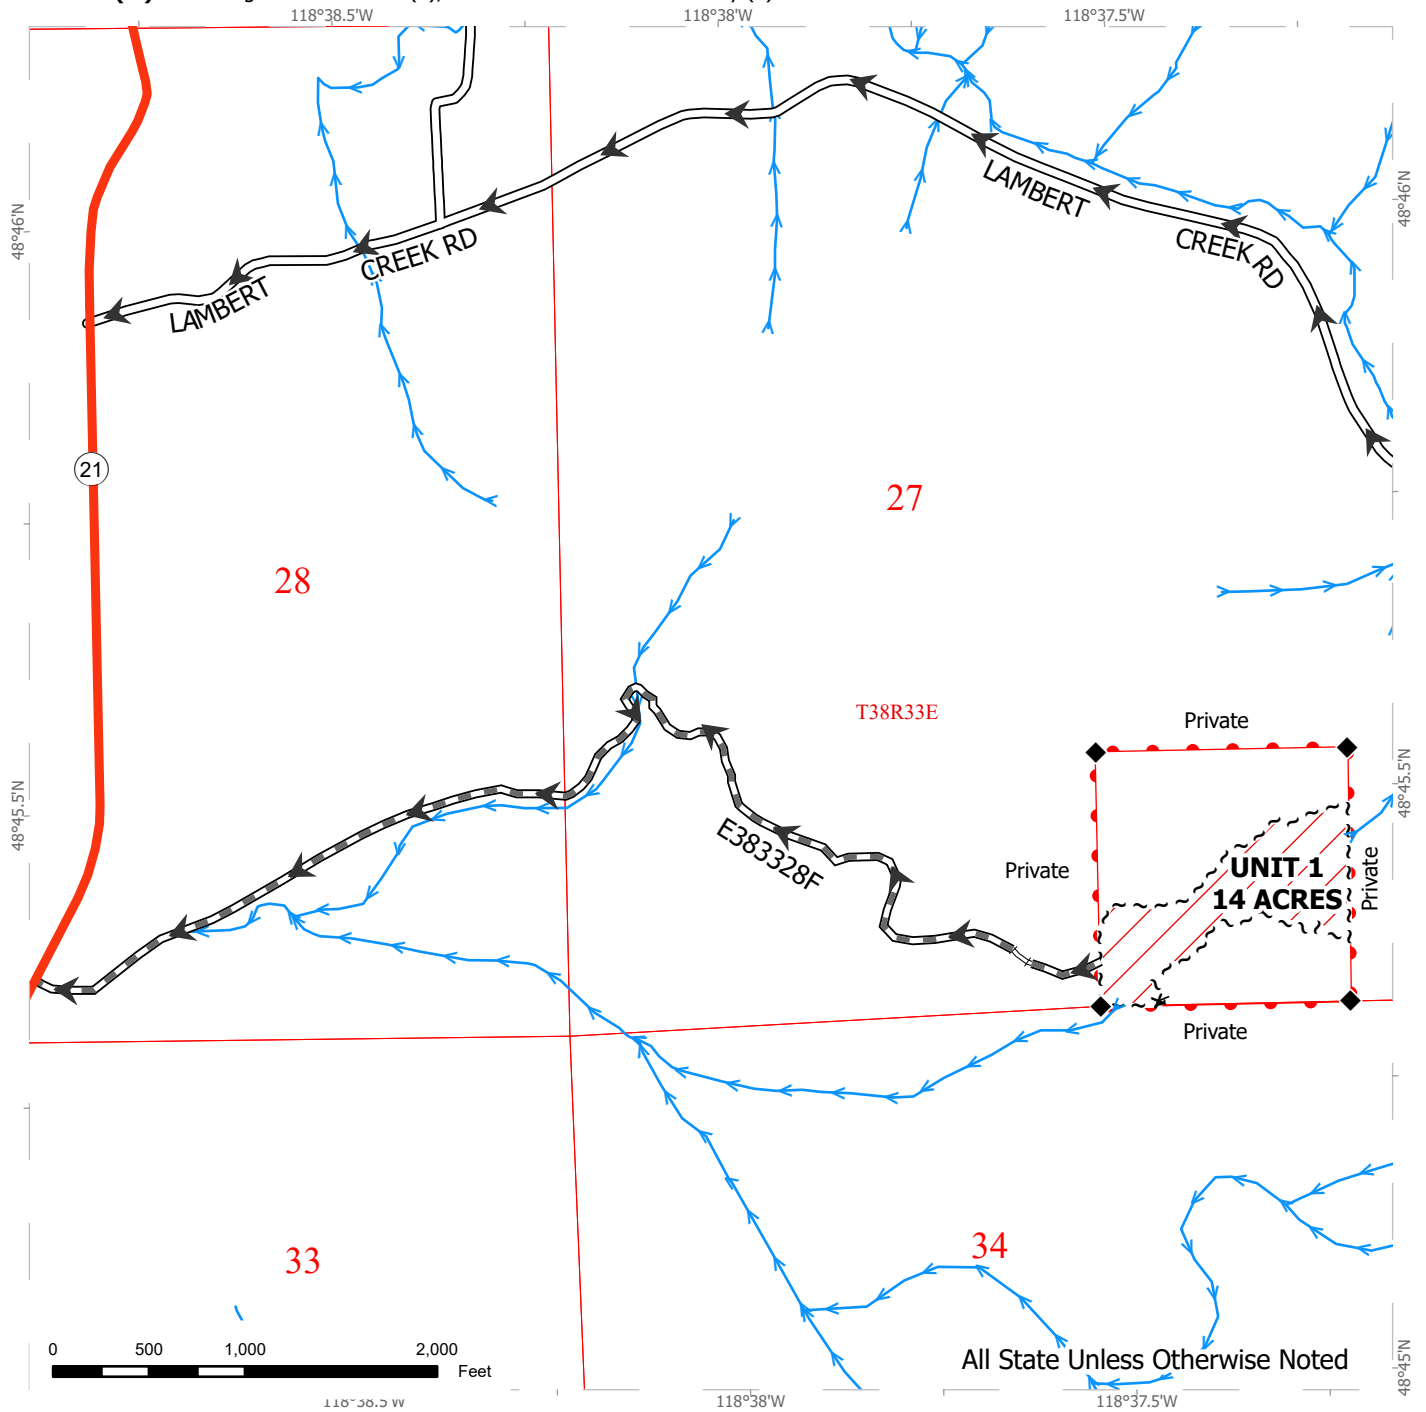 118°38.5'W
118°38'W
118°37.5'W
48°46'N
48°46'N
LAMBERT
CREEK RD
LAMBERT
CREEK RD
21
27
28
T38R33E
Private
48°45.5'N
48°45.5'N
E383328F
Private
UNIT 1
14 ACRES
Private
Private
33
34
0 500 1,000 2,000
Feet
All State Unless Otherwise Noted
48°45'N
118°38.5'W
118°38'W
118°37.5'W